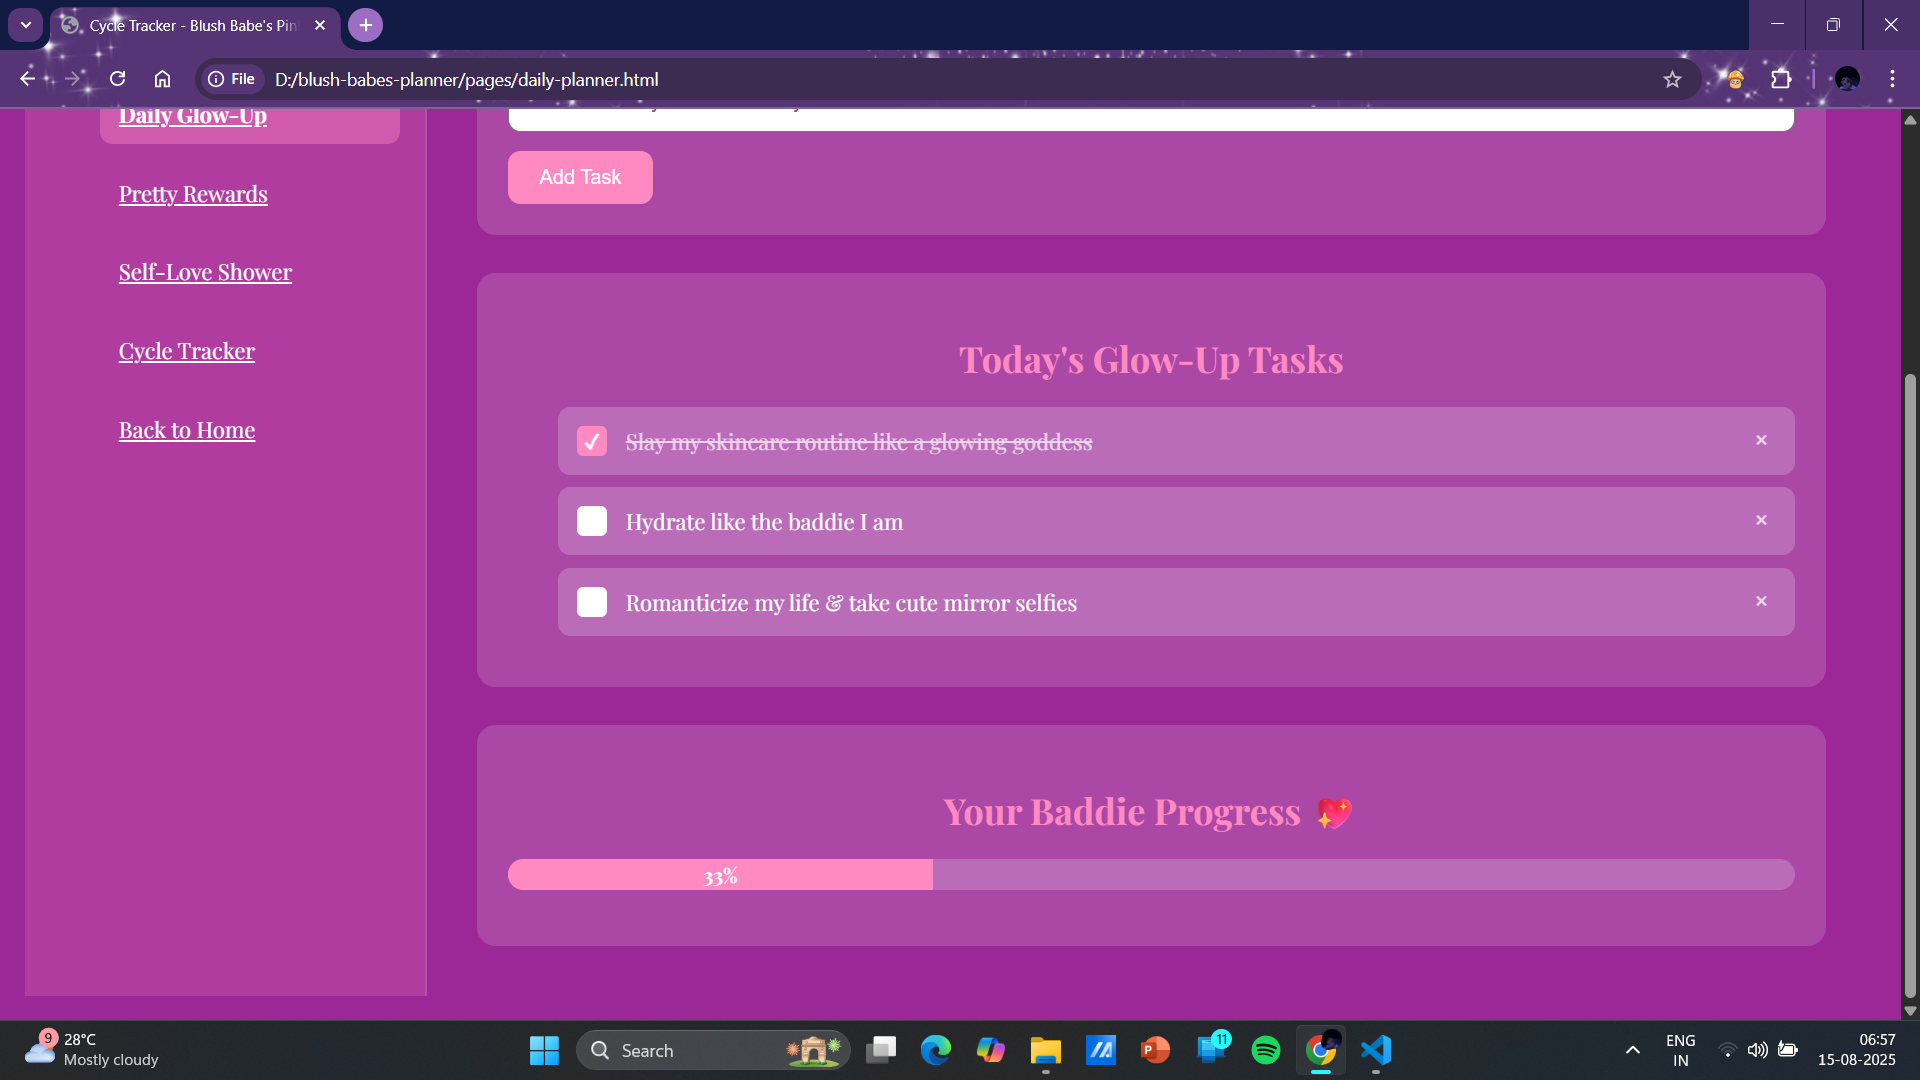 Cycle Tracker - Blush Babe's Pin
File
D:/blush-babes-planner/pages/daily-planner.html
Daily Glow-Up
Pretty Rewards
Self-Love Shower
Cycle Tracker
Back to Home
Add Task
Today's Glow-Up Tasks
Slay my skincare routine like a glowing goddess
Hydrate like the baddie I am
Romanticize my life & take cute mirror selfies
Your Baddie Progress 💖
33%
9
28°C
Mostly cloudy
Search
P
11
ENG
IN
06:57
15-08-2025